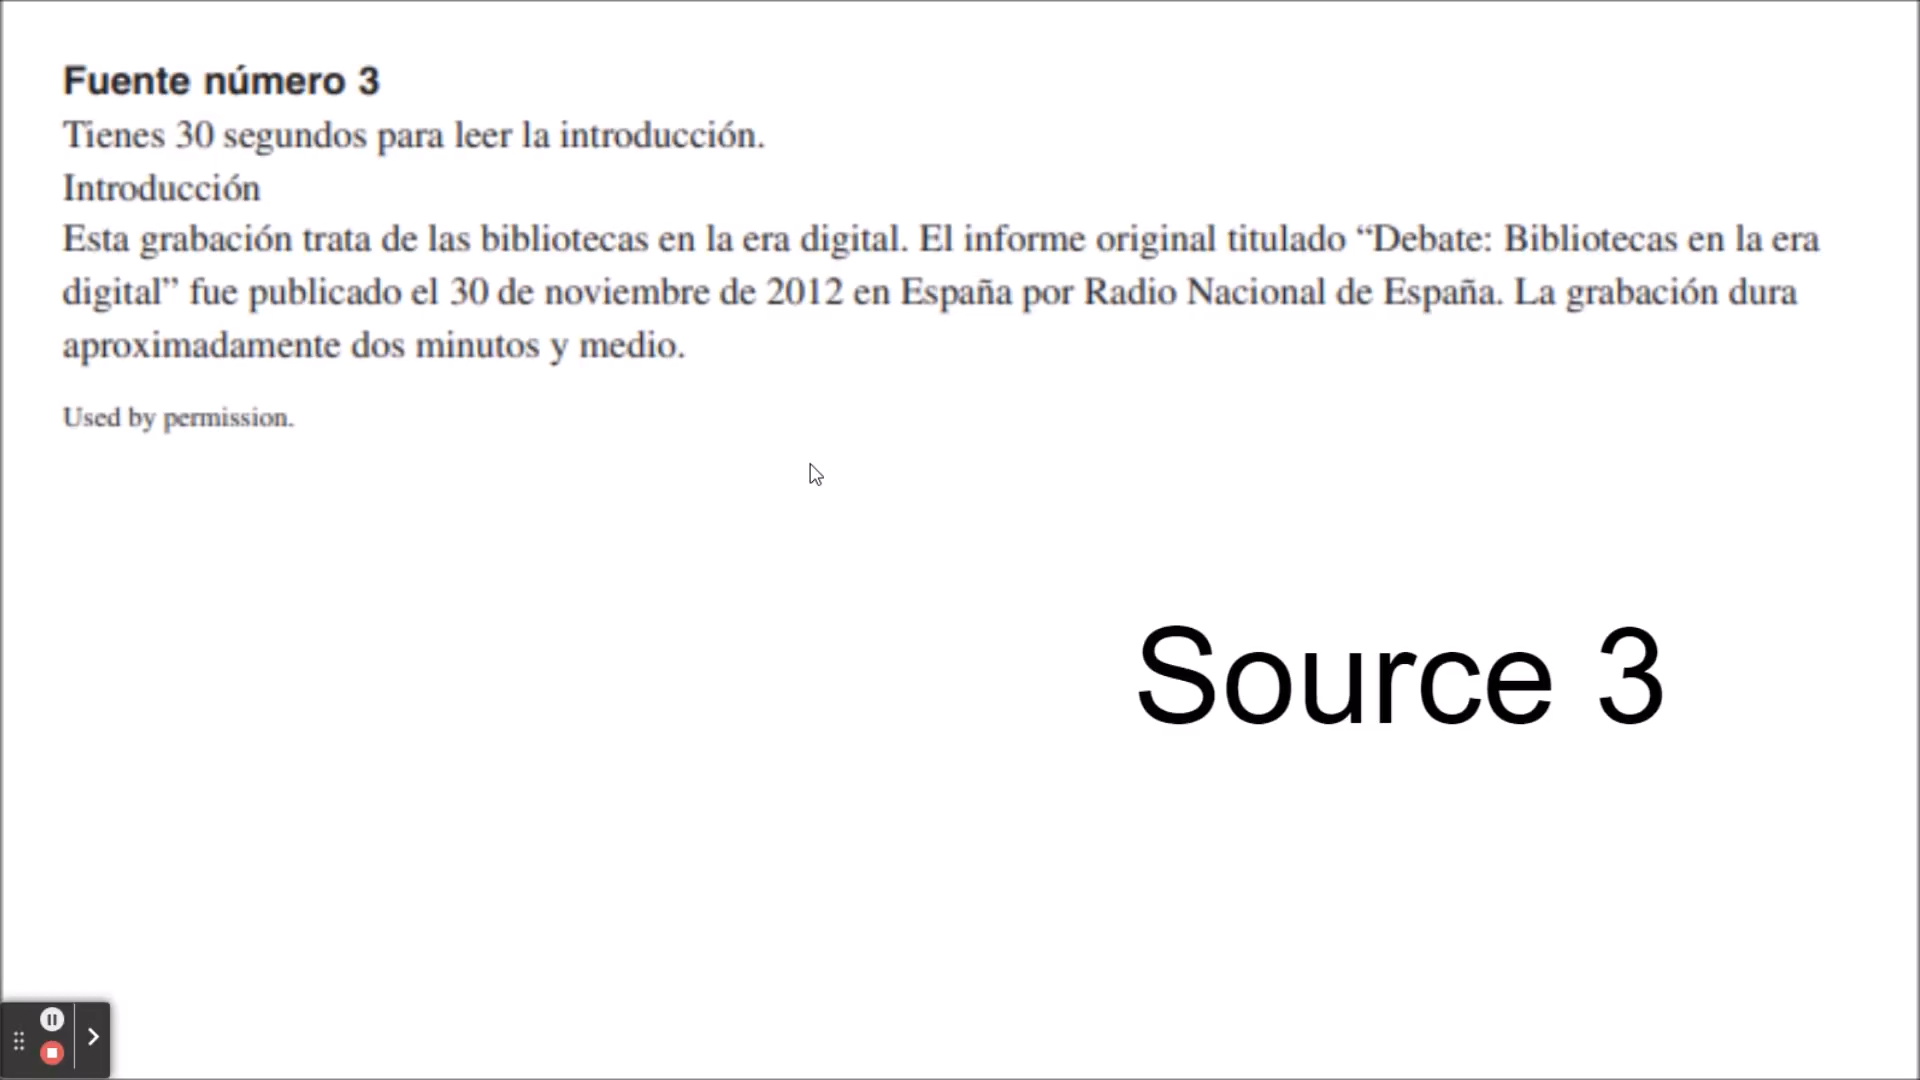 Fuente número 3
Tienes 30 segundos para leer la introducción.
Introducción
Esta grabación trata de las bibliotecas en la era digital. El informe original titulado “Debate: Bibliotecas en la era
digital” fue publicado el 30 de noviembre de 2012 en España por Radio Nacional de España. La grabación dura
aproximadamente dos minutos y medio.
Used by permission.
Source 3